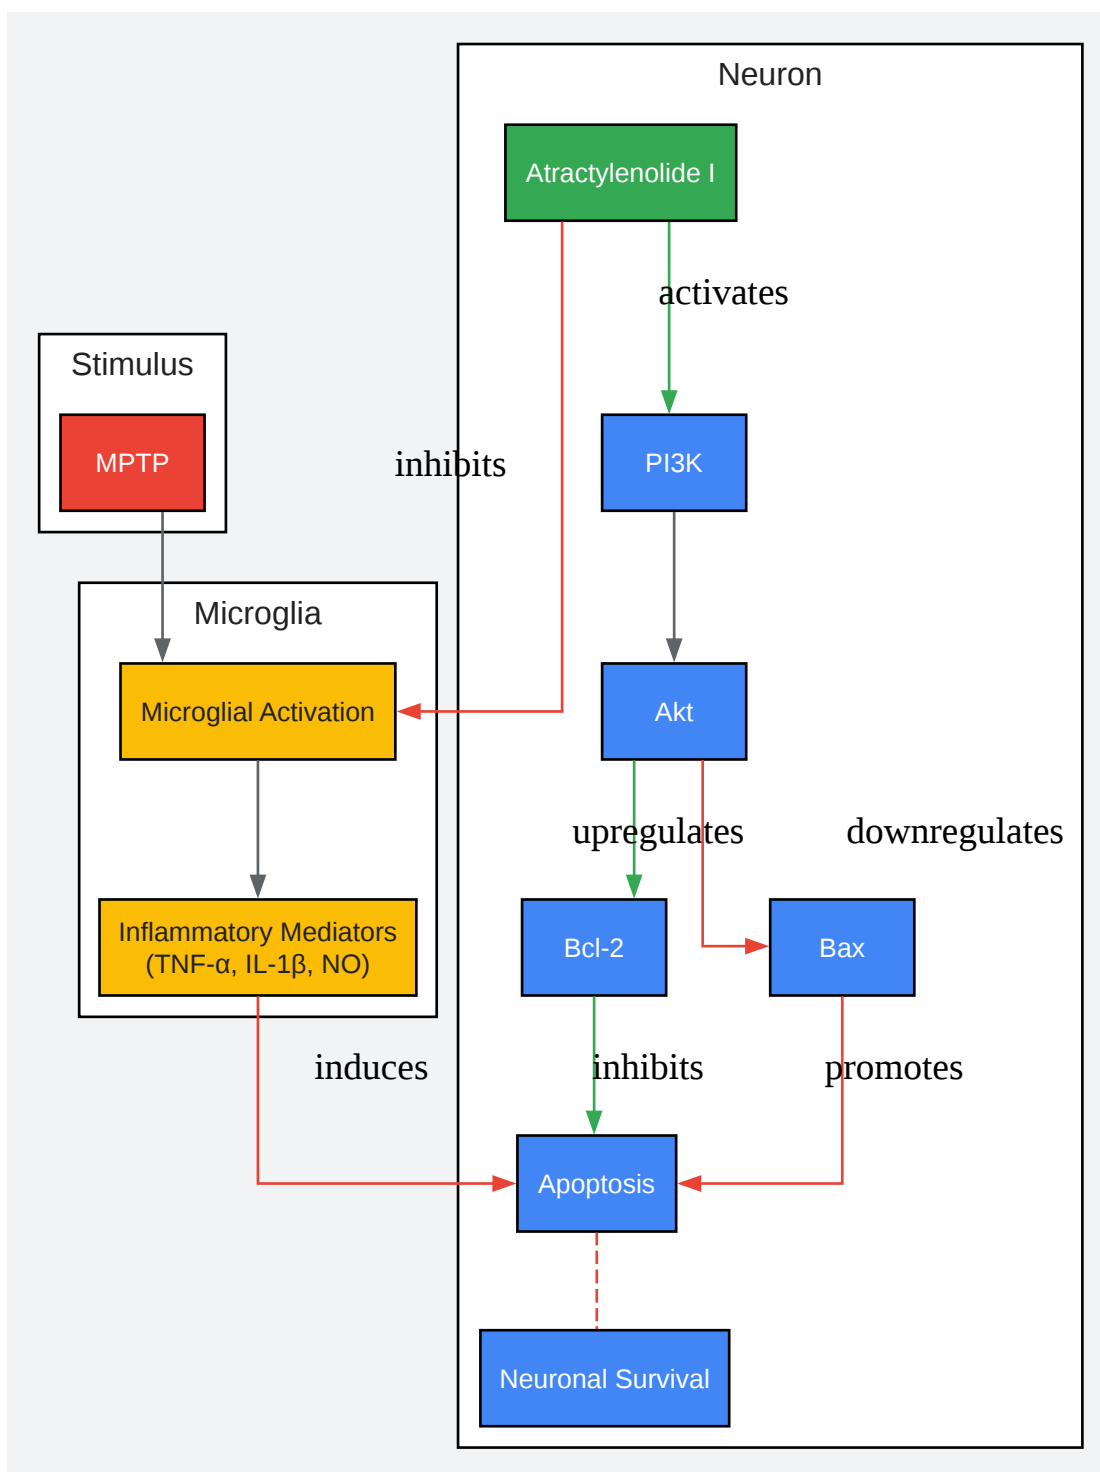 Neuron
Atractylenolide I
activates
Stimulus
MPTP
PI3K
inhibits
Microglia
Microglial Activation
Akt
upregulates
downregulates
Inflammatory Mediators
(TNF-α, IL-1β, NO)
Bcl-2
Bax
induces
inhibits
promotes
Apoptosis
Neuronal Survival